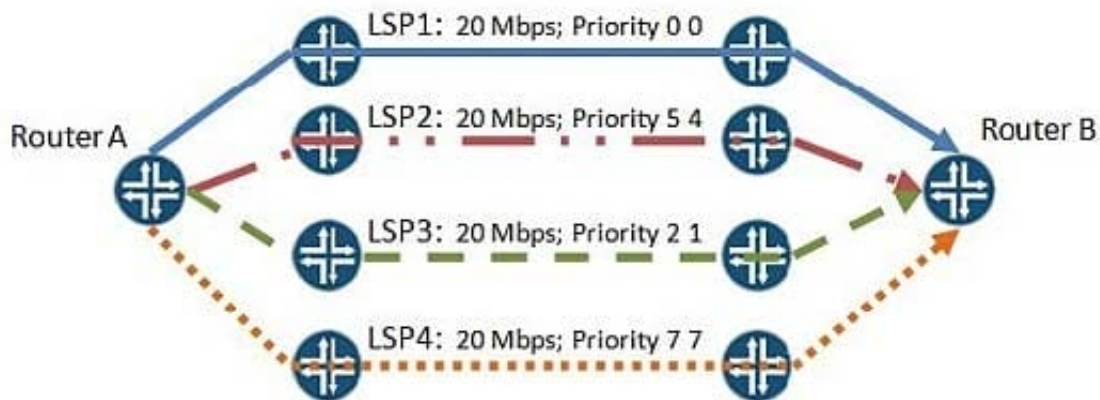 LSP1: 20 Mbps; Priority 0 0
LSP2: 20 Mbps; Priority 5 4
Router A
Router B
LSP3: 20 Mbps; Priority 2 1
LSP4: 20 Mbps; Priority 7 7